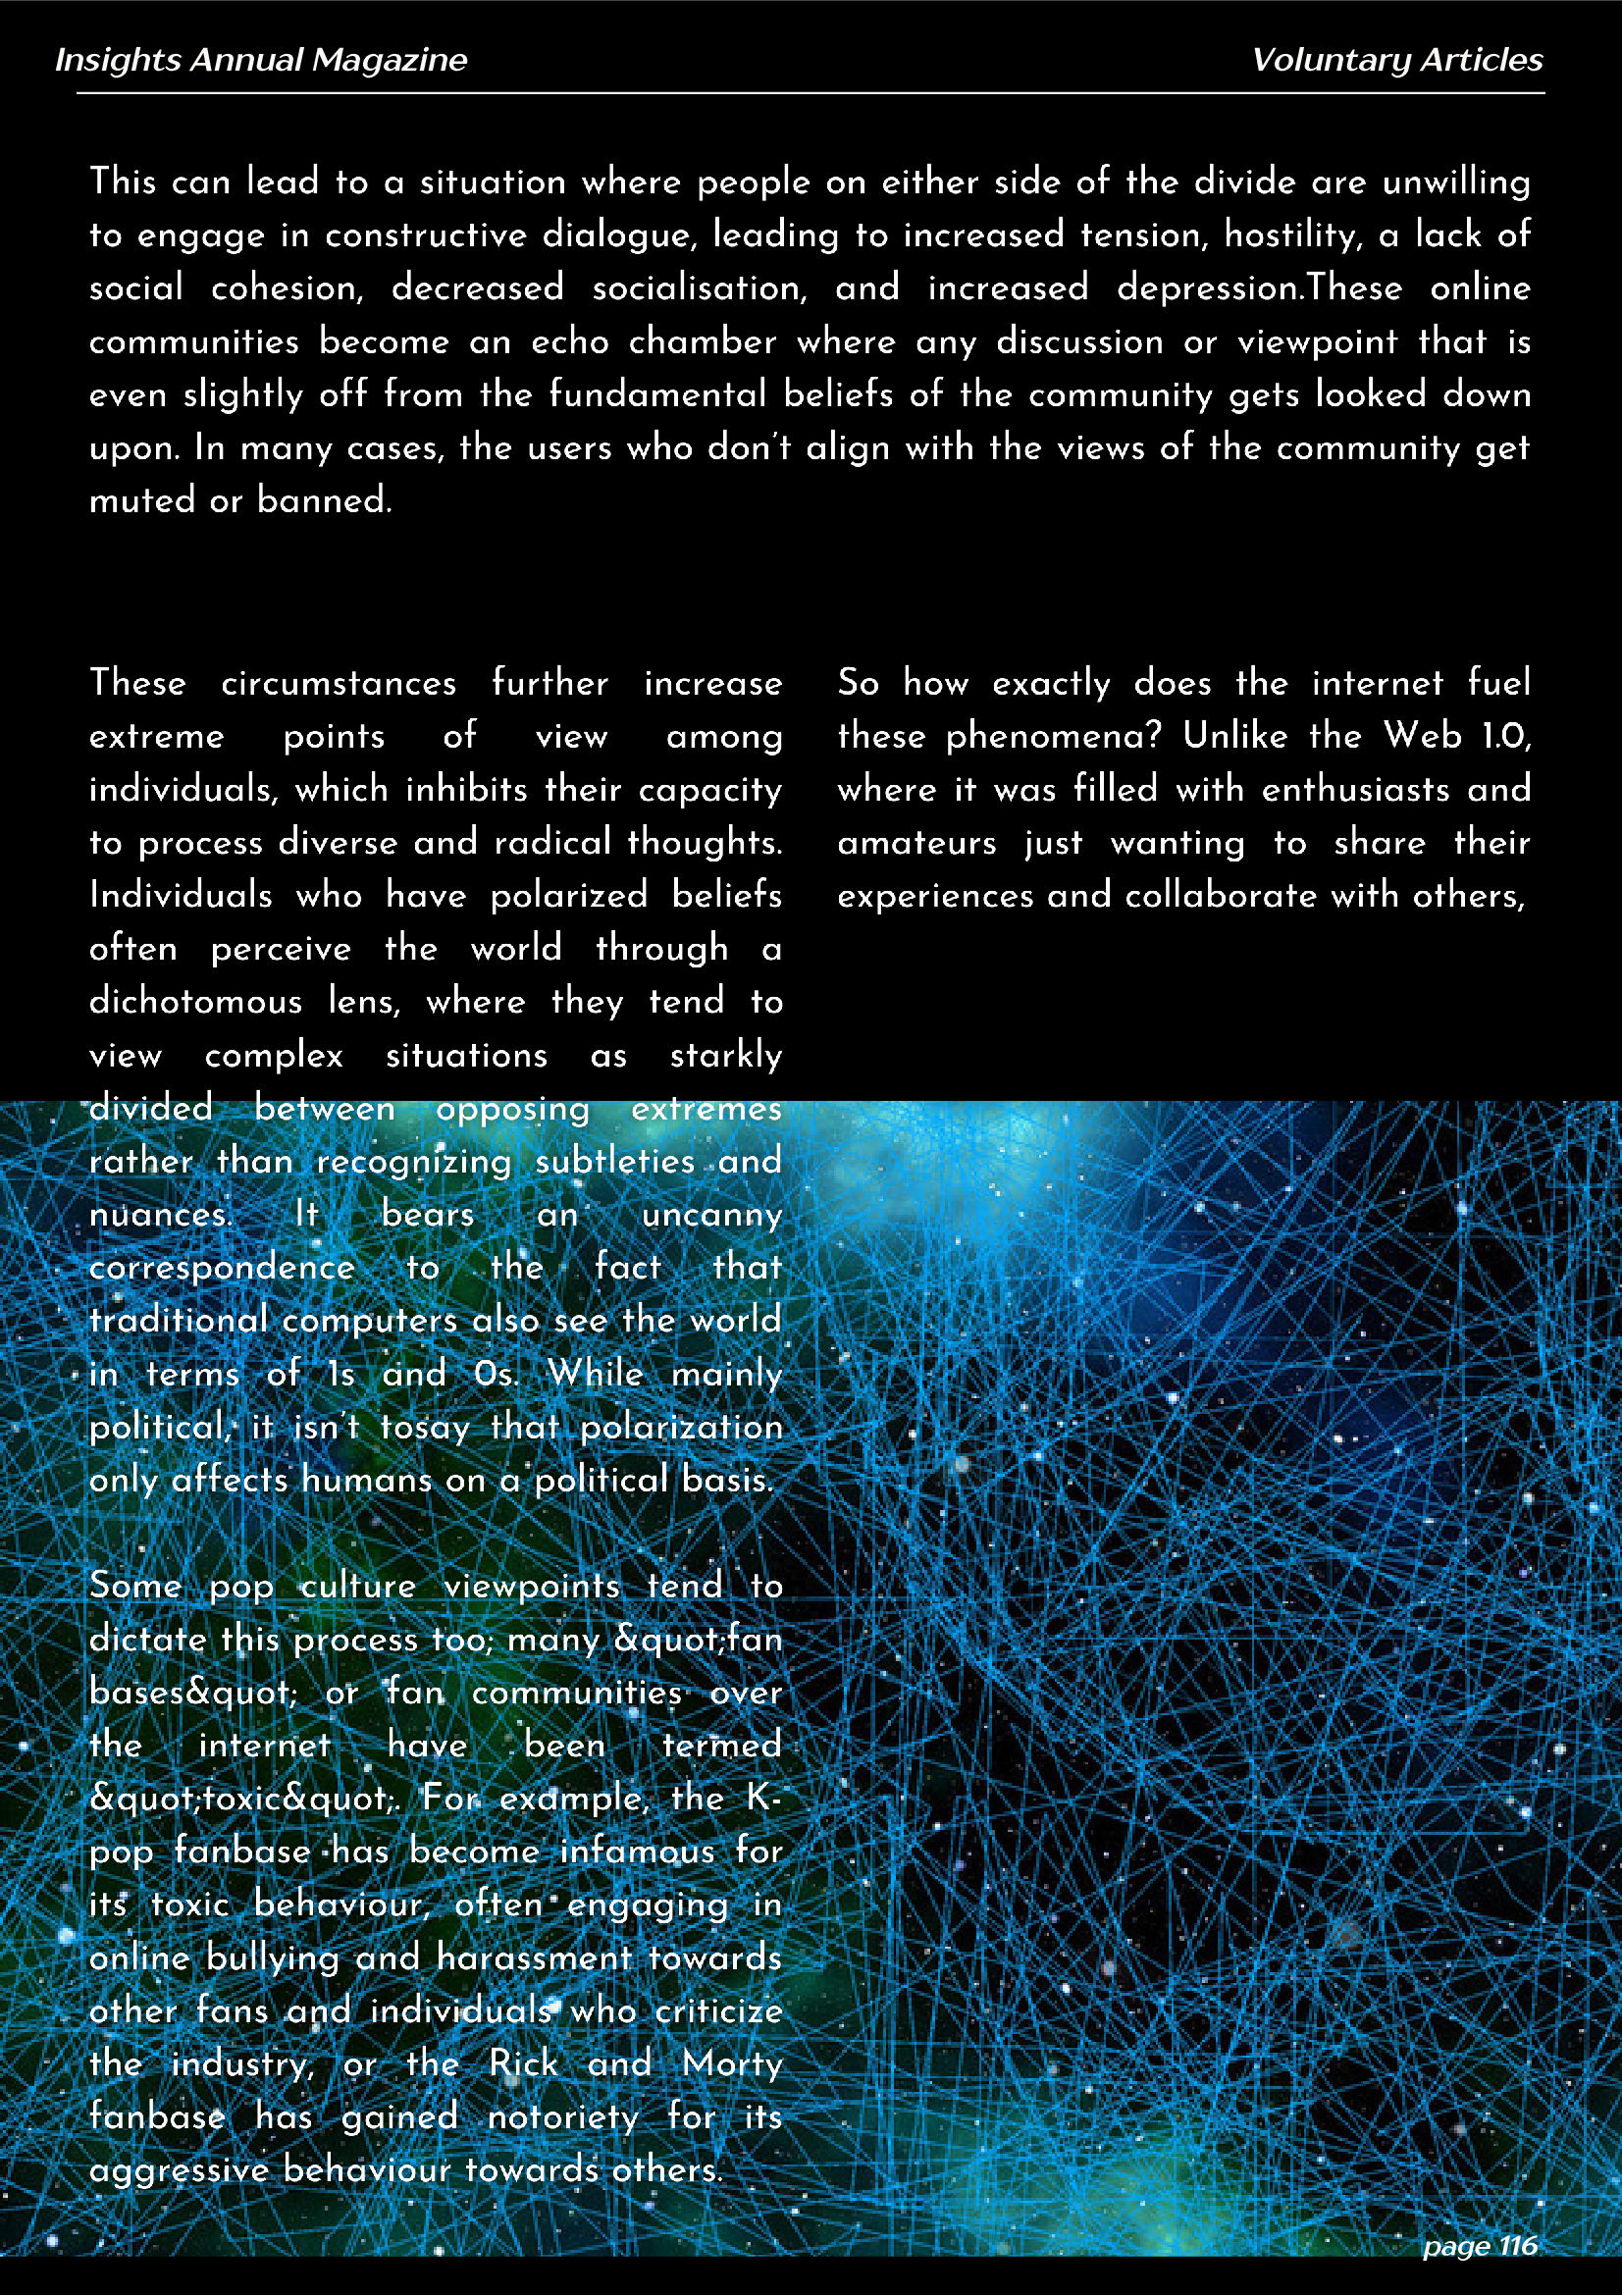 Insights Annual Magazine
Voluntary Articles
This can lead to a situation where people on either side of the divide are unwilling
to engage in constructive dialogue, leading to increased tension, hostility, a lack of
social cohesion, decreased socialisation, and increased depression.These online
communities become an echo chamber where any discussion or viewpoint that is
even slightly off from the fundamental beliefs of the community gets looked down
upon. In many cases, the users who don't align with the views of the community get
muted or banned.
These circumstances further increase
extreme points of view among
individuals, which inhibits their capacity
to process diverse and radical thoughts.
Individuals who have polarized beliefs
often perceive the world through a
dichotomous lens, where they tend to
view complex situations as starkly
divided between opposing extremes
rather than recognizing subtleties and
nuances. It bears an uncanny
correspondence to the fact that
traditional computers also see the world
in terms of 1s and 0s. While mainly
political, it isn't tosay that polarization
only affects humans on a political basis.
Some pop culture viewpoints tend to
dictate this process too; many &quot;fan
bases&quot; or fan communities over
the internet have been termed
&quot;toxic&quot;. For example, the K-
pop fanbase has become infamous for
its toxic behaviour, often engaging in
online bullying and harassment towards
other fans and individuals who criticize
the industry, or the Rick and Morty
fanbase has gained notoriety for its
aggressive behaviour towards others.
So how exactly does the internet fuel
these phenomena? Unlike the Web 1.0,
where it was filled with enthusiasts and
amateurs just wanting to share their
experiences and collaborate with others,
page 116